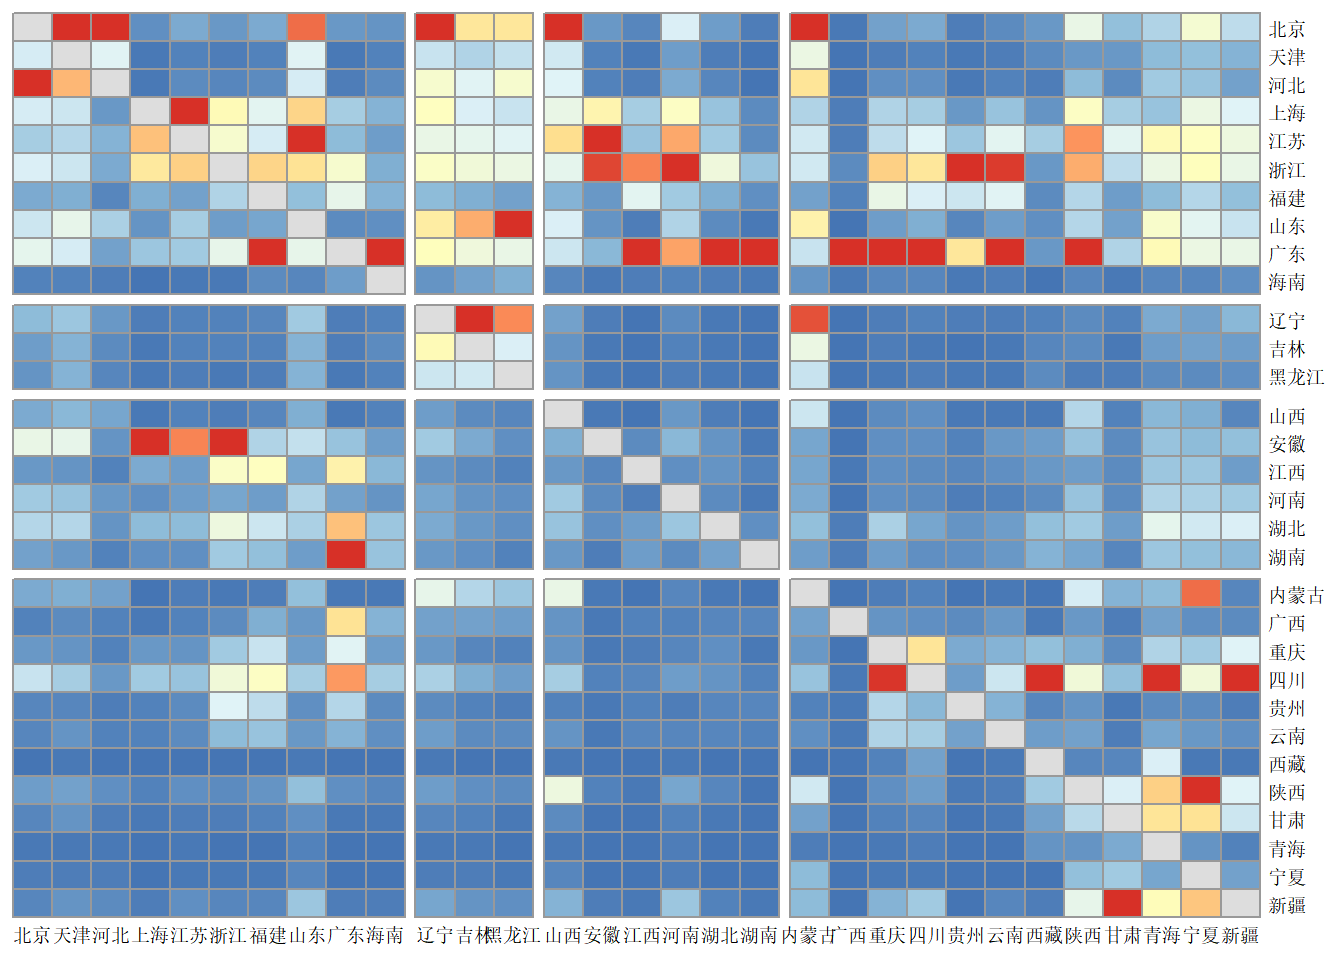 北京
天津
河北
上海
江苏
浙江
福建
山东
广东
海南
辽宁
吉林
黑龙江
山西
安徽
江西
河南
湖北
湖南
内蒙古
广西
重庆
四川
贵州
云南
西藏
陕西
甘肃
青海
宁夏
新疆
北京 天津 河北 上海 江苏 浙江 福建 山东 广东 海南 辽宁 吉林 黑龙江 山西 安徽 江西 河南 湖北 湖南 内蒙古 广西 重庆 四川 贵州 云南 西藏 陕西 甘肃 青海 宁夏 新疆